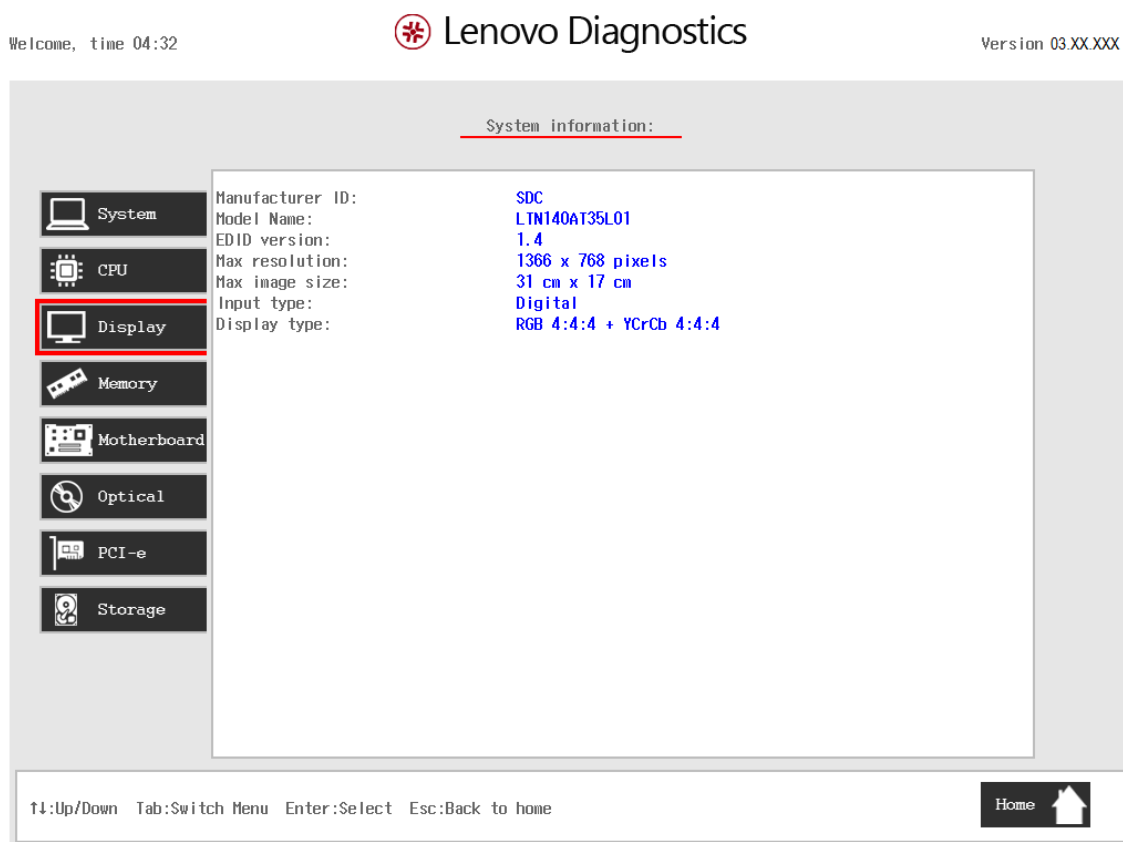 Welcome, time 04:32
Lenovo Diagnostics
Version 03.XX.XXX
System information:
System
CPU
Display
Memory
Motherboard
Optical
PCI-e
Storage
Manufacturer ID: SDC
Model Name: LTN140AT35L01
EDID version: 1.4
Max resolution: 1366 x 768 pixels
Max image size: 31 cm x 17 cm
Input type: Digital
Display type: RGB 4:4:4 + YCrCb 4:4:4
↑↓:Up/Down Tab:Switch Menu Enter:Select Esc:Back to home
Home